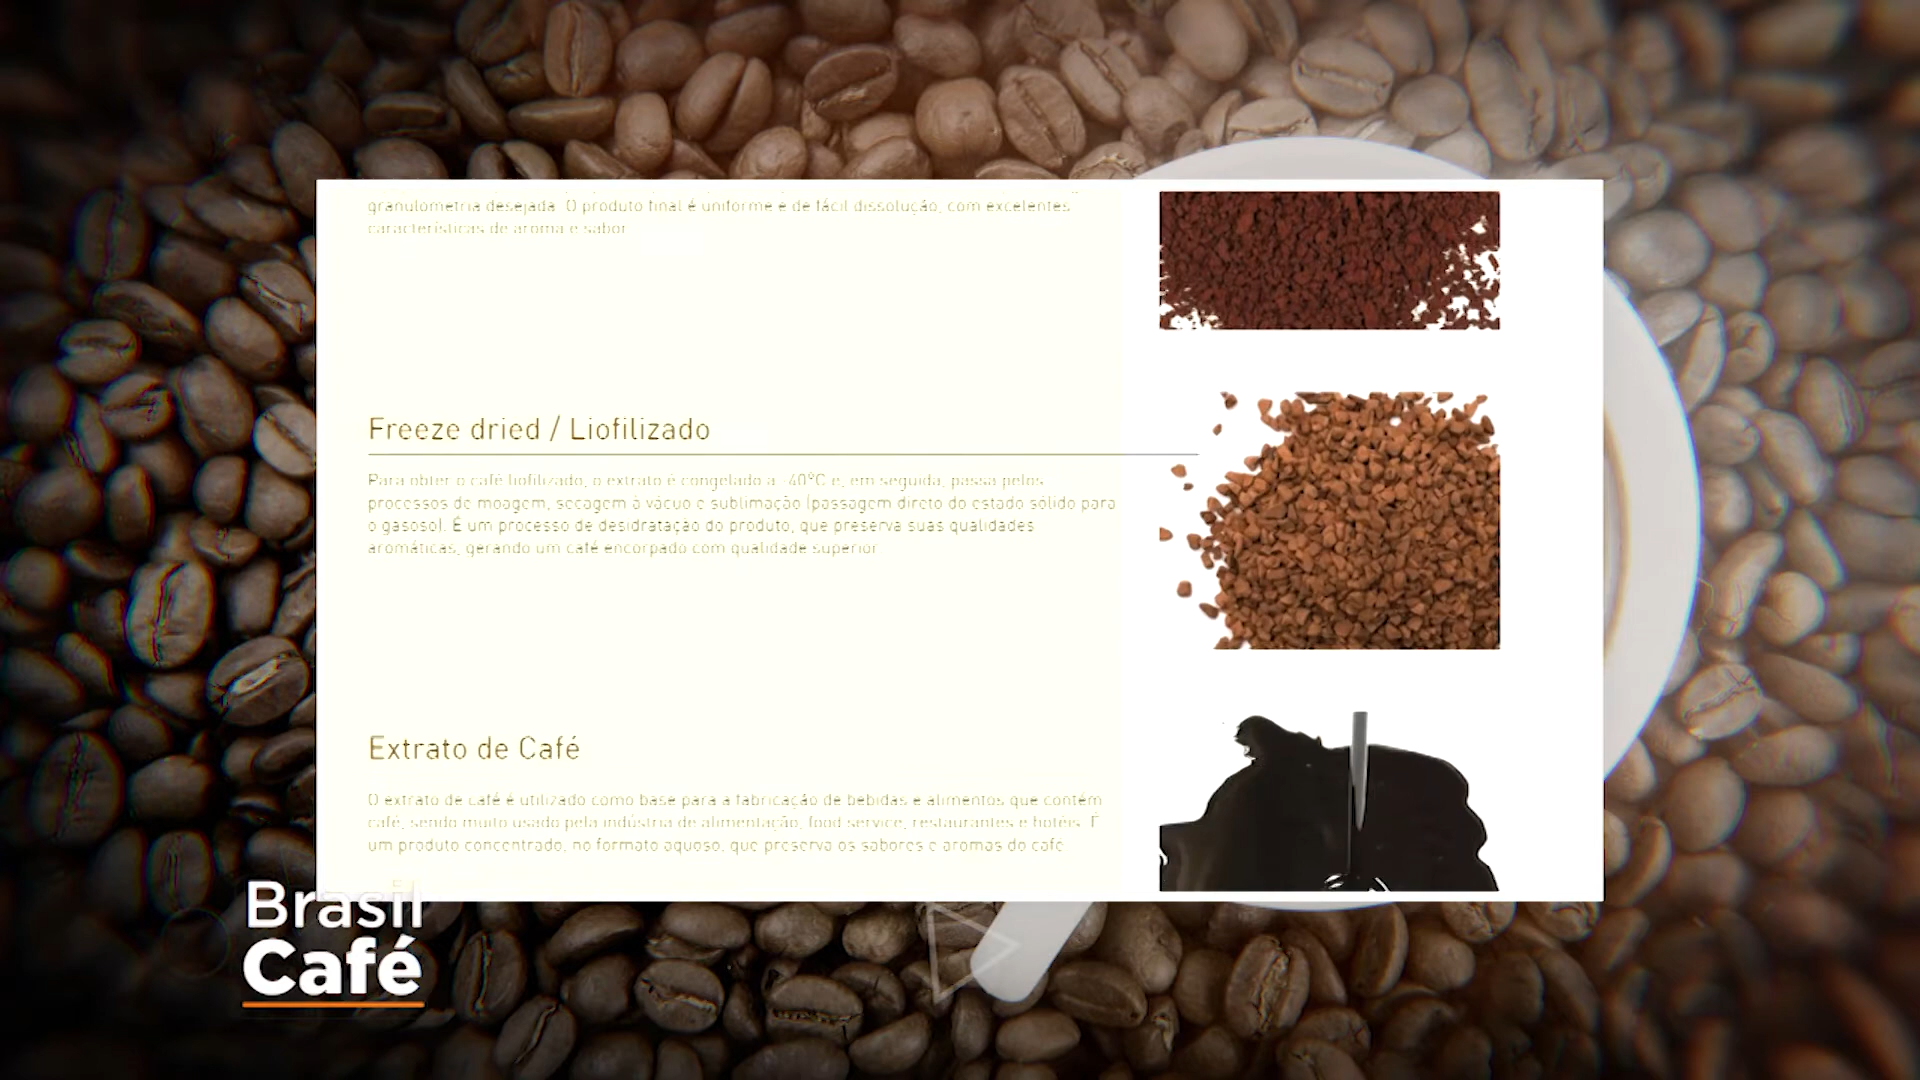 granulometria desejada. O produto final é uniforme e de fácil dissolução, com excelentes
características de aroma e sabor.
Freeze dried / Liofilizado
Para obter o café liofilizado, o extrato é congelado a -40°C e, em seguida, passa pelos
processos de moagem, secagem à vácuo e sublimação (passagem direto do estado sólido para
o gasoso). É um processo de desidratação do produto, que preserva suas qualidades
aromáticas, gerando um café encorpado com qualidade superior.
Extrato de Café
O extrato de café é utilizado como base para a fabricação de bebidas e alimentos que contém
café, sendo muito usado pela indústria de alimentação, food service, restaurantes e hotéis. É
um produto concentrado, no formato aquoso, que preserva os sabores e aromas do café.
Brasil
Café